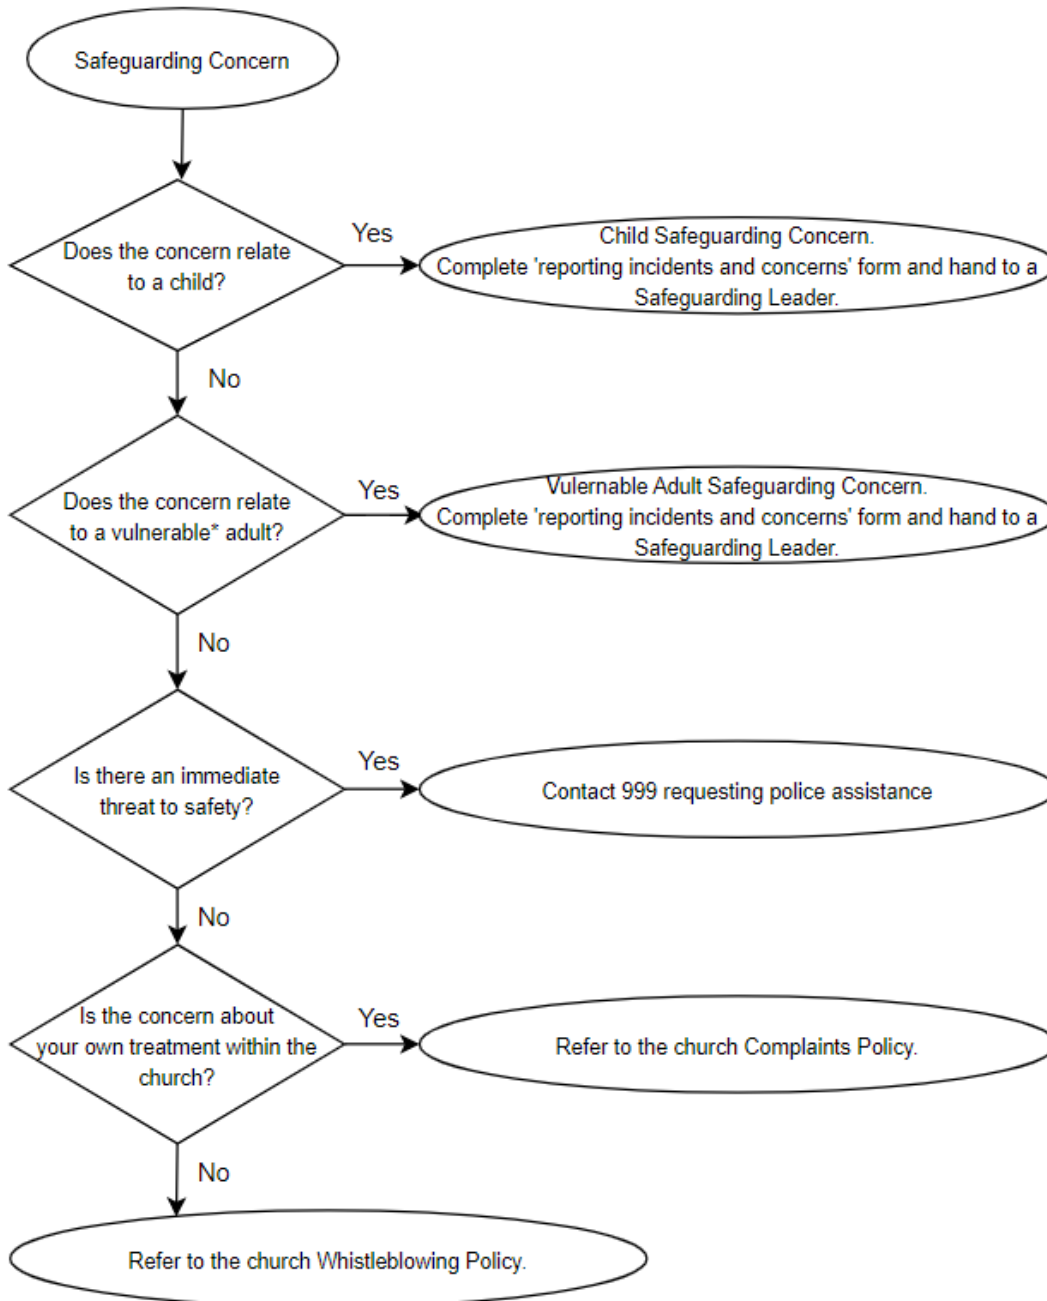 Safeguarding Concern
Does the concern relate
to a child?
Yes
Child Safeguarding Concern.
Complete 'reporting incidents and concerns' form and hand to a
Safeguarding Leader.
No
Does the concern relate
to a vulnerable* adult?
Yes
Vulernable Adult Safeguarding Concern.
Complete 'reporting incidents and concerns' form and hand to a
Safeguarding Leader.
No
Is there an immediate
threat to safety?
Yes
Contact 999 requesting police assistance
No
Is the concern about
your own treatment within the
church?
Yes
Refer to the church Complaints Policy.
No
Refer to the church Whistleblowing Policy.